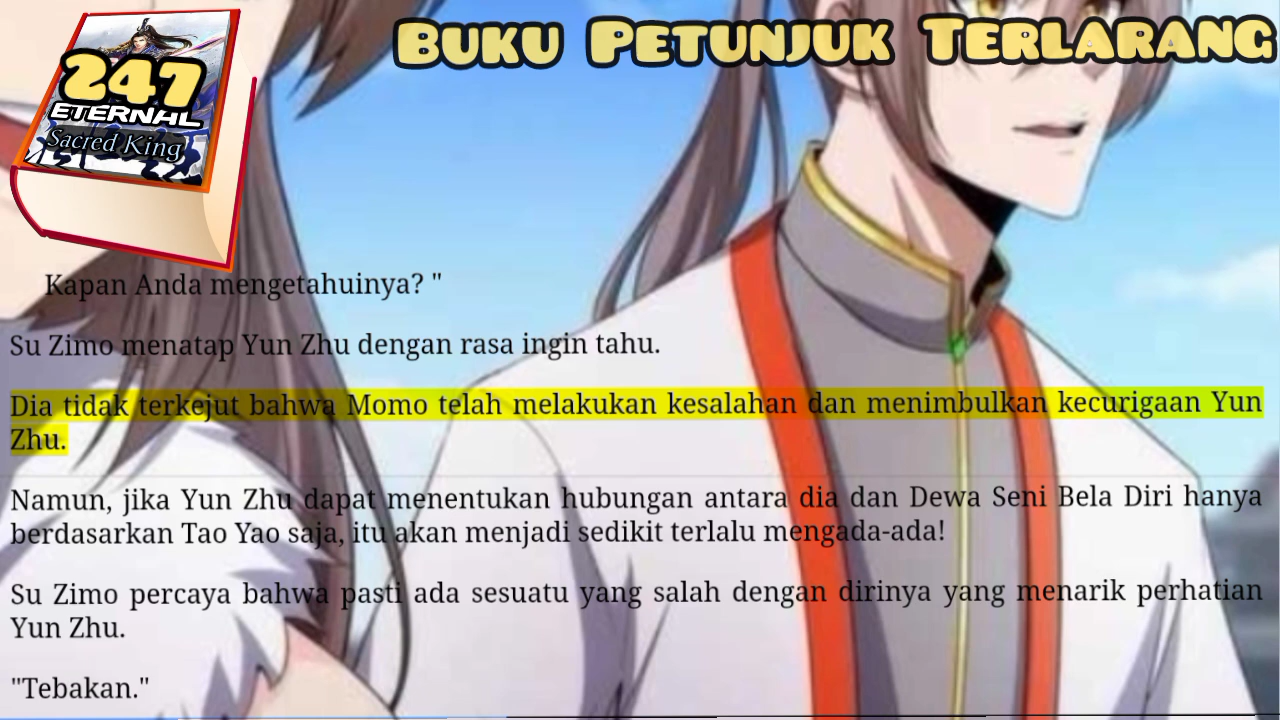 Buku Petunjuk Terlarang
247
ETERNAL
Sacred King
Kapan Anda mengetahuinya? "
Su Zimo menatap Yun Zhu dengan rasa ingin tahu.
Dia tidak terkejut bahwa Momo telah melakukan kesalahan dan menimbulkan kecurigaan Yun
Zhu.
Namun, jika Yun Zhu dapat menentukan hubungan antara dia dan Dewa Seni Bela Diri hanya
berdasarkan Tao Yao saja, itu akan menjadi sedikit terlalu mengada-ada!
Su Zimo percaya bahwa pasti ada sesuatu yang salah dengan dirinya yang menarik perhatian
Yun Zhu.
"Tebakan."